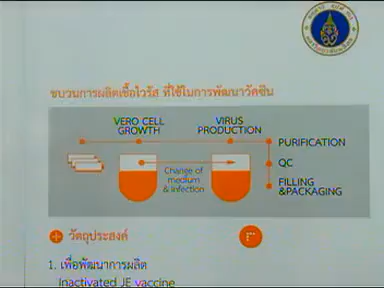 ขบวนการผลิตเชื้อไวรัส ที่ใช้ในการพัฒนาวัคซีน
VERO CELL
GROWTH
VIRUS
PRODUCTION
PURIFICATION
QC
FILLING
&PACKAGING
Change of
medium
& infection
วัตถุประสงค์
1. เพื่อพัฒนาการผลิต
Inactivated JE vaccine